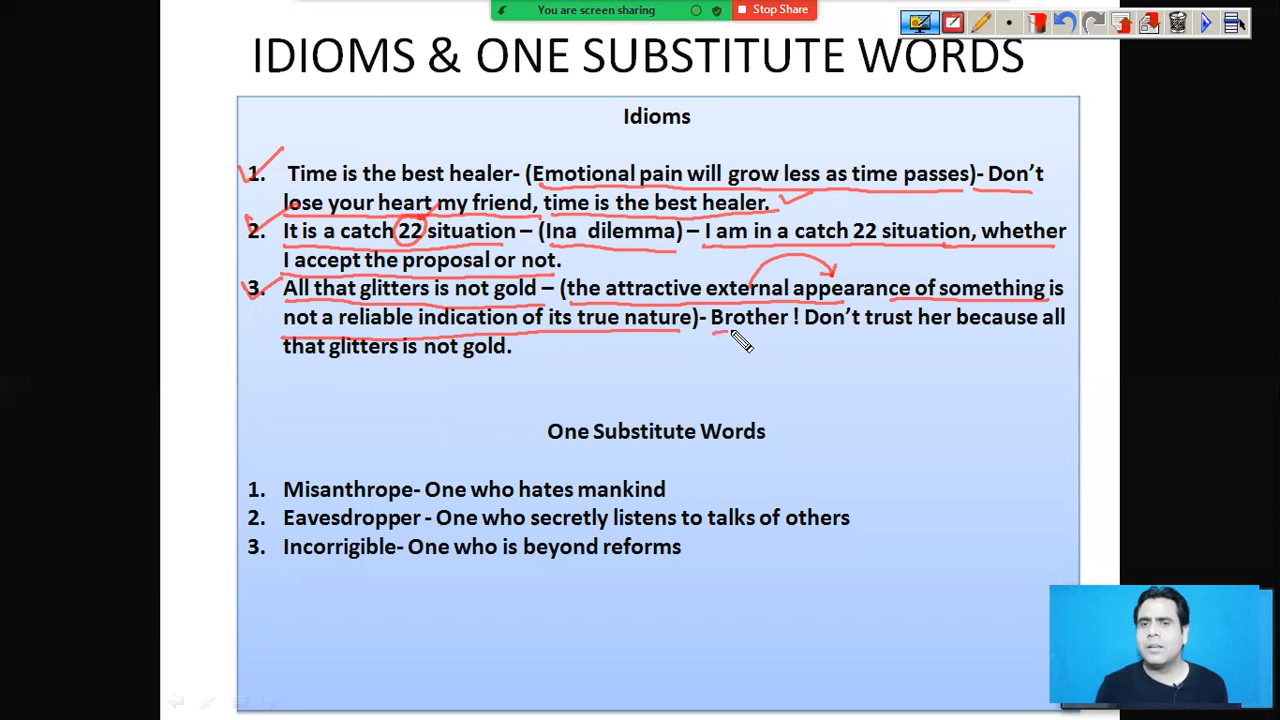 You are screen sharing
Stop Share
IDIOMS & ONE SUBSTITUTE WORDS
Idioms
1. Time is the best healer- (Emotional pain will grow less as time passes)- Don’t
lose your heart my friend, time is the best healer.
2. It is a catch 22 situation – (Ina dilemma) – I am in a catch 22 situation, whether
I accept the proposal or not.
3. All that glitters is not gold – (the attractive external appearance of something is
not a reliable indication of its true nature)- Brother ! Don’t trust her because all
that glitters is not gold.
One Substitute Words
1. Misanthrope- One who hates mankind
2. Eavesdropper - One who secretly listens to talks of others
3. Incorrigible- One who is beyond reforms